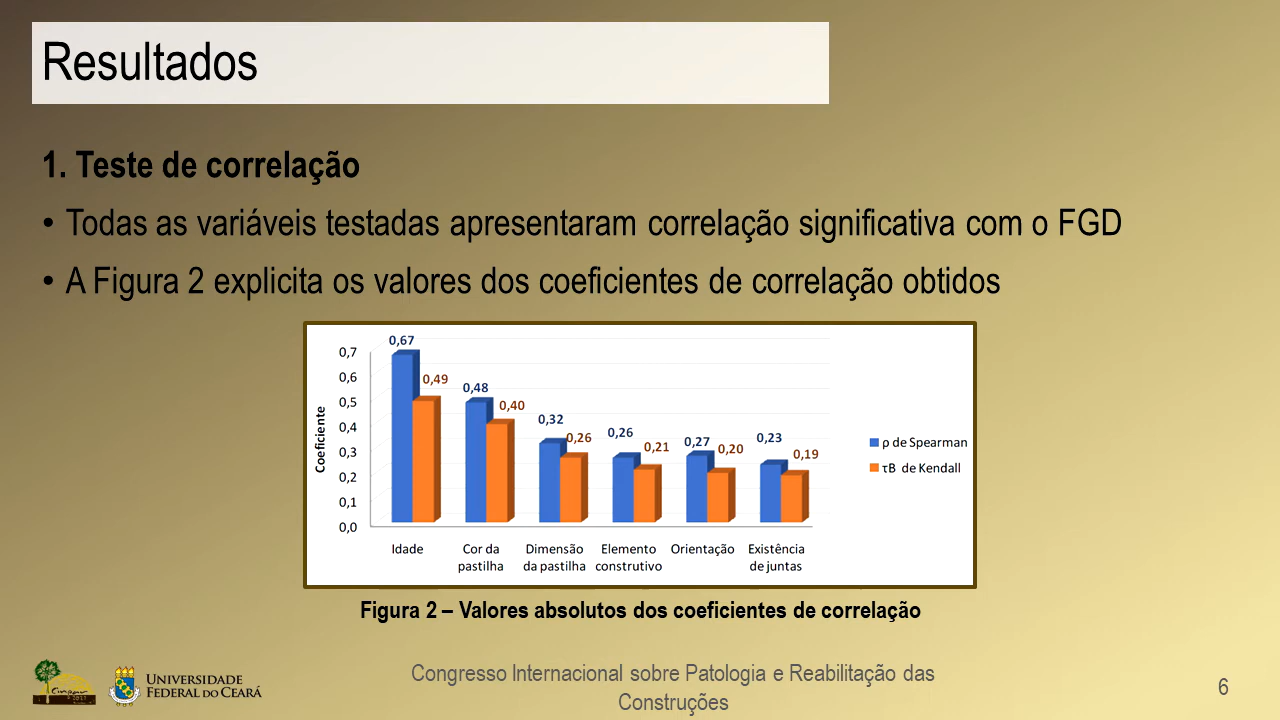 Resultados
1. Teste de correlação
• Todas as variáveis testadas apresentaram correlação significativa com o FGD
• A Figura 2 explicita os valores dos coeficientes de correlação obtidos
Coeficiente
0,7
0,6
0,5
0,4
0,3
0,2
0,1
0,0
0,67
0,49
0,48
0,40
0,32
0,26
0,26
0,21
0,27
0,20
0,23
0,19
Idade
Cor da
pastilha
Dimensão
da pastilha
Elemento
construtivo
Orientação
Existência
de juntas
ρ de Spearman
τB de Kendall
Figura 2 – Valores absolutos dos coeficientes de correlação
UNIVERSIDADE
FEDERAL DO CEARÁ
Congresso Internacional sobre Patologia e Reabilitação das
Construções
6